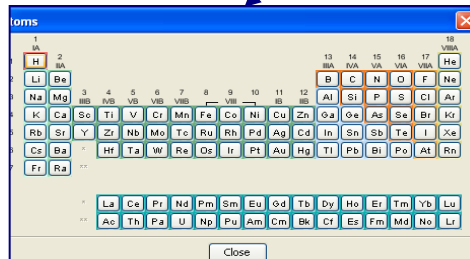 toms
1 18
IA VIIIA
H 2 13 14 15 16 17 He
IIA IIIA IVA VA VIA VIIA
Li Be B C N O F Ne
Na Mg 3 4 5 6 7 8 9 10 11 12 Al Si P S Cl Ar
IIIB IVB VB VIB VIIB VIII IB IIB
K Ca Sc Ti V Cr Mn Fe Co Ni Cu Zn Ga Ge As Se Br Kr
Rb Sr Y Zr Nb Mo Tc Ru Rh Pd Ag Cd In Sn Sb Te I Xe
Cs Ba * Hf Ta W Re Os Ir Pt Au Hg Tl Pb Bi Po At Rn
Fr Ra **
* La Ce Pr Nd Pm Sm Eu Gd Tb Dy Ho Er Tm Yb Lu
** Ac Th Pa U Np Pu Am Cm Bk Cf Es Fm Md No Lr
Close